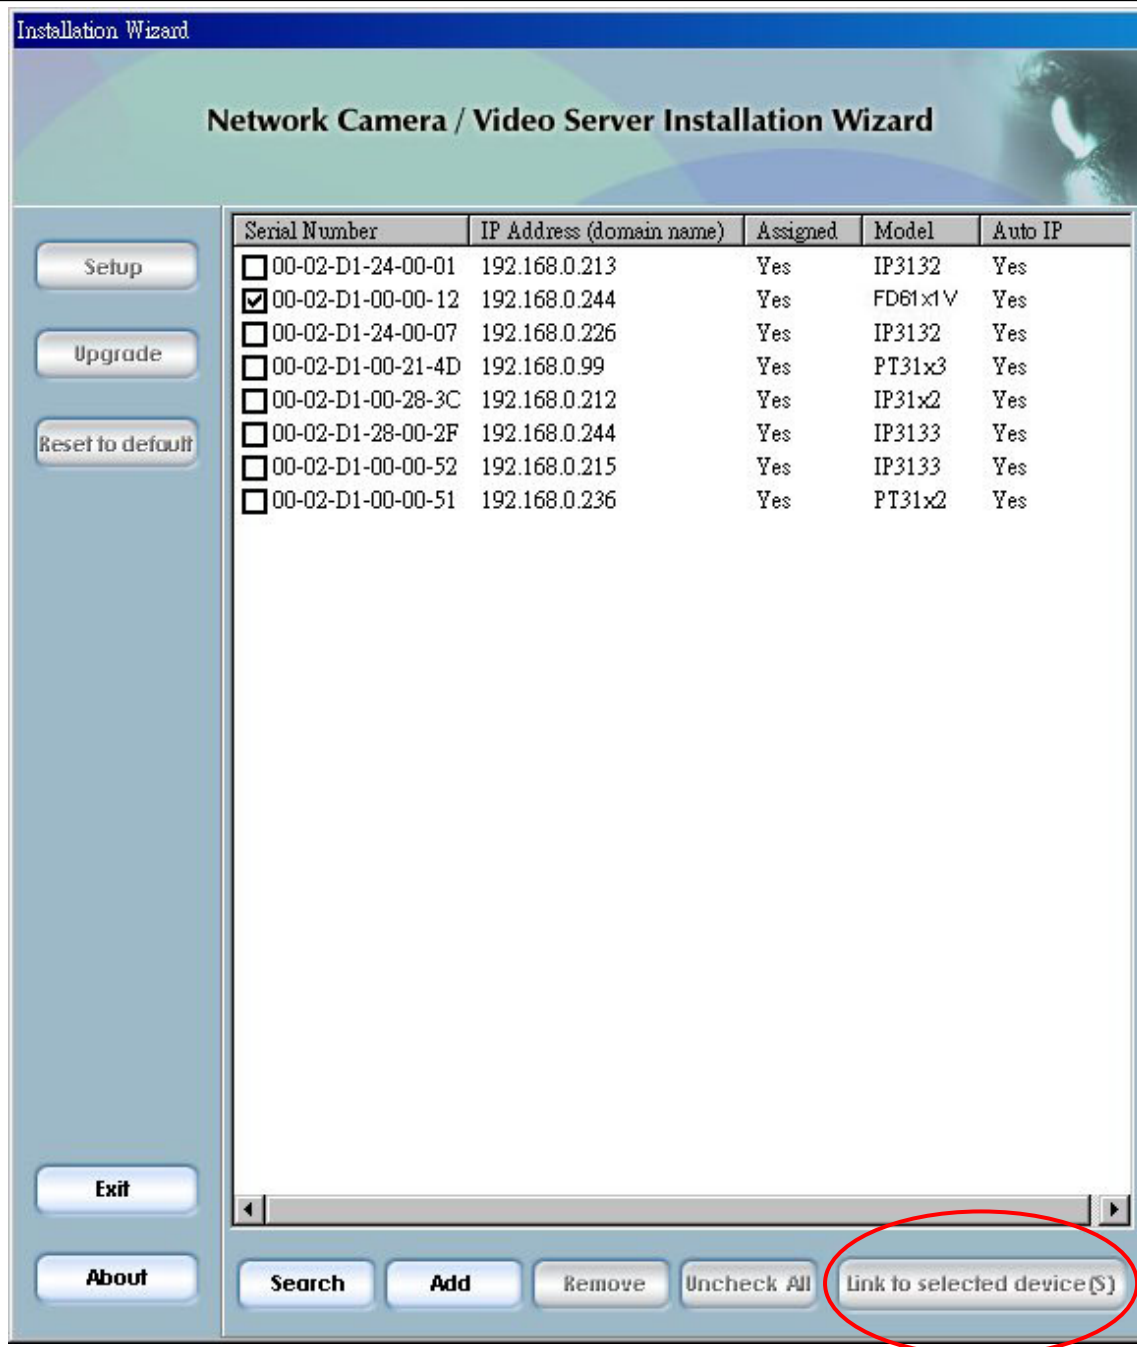 Installation Wizard
Network Camera / Video Server Installation Wizard
Serial Number IP Address (domain name) Assigned Model Auto IP
00-02-D1-24-00-01 192.168.0.213 Yes IP3132 Yes
00-02-D1-00-00-12 192.168.0.244 Yes FD61x1V Yes
00-02-D1-24-00-07 192.168.0.226 Yes IP3132 Yes
00-02-D1-00-21-4D 192.168.0.99 Yes PT31x3 Yes
00-02-D1-00-28-3C 192.168.0.212 Yes IP31x2 Yes
00-02-D1-28-00-2F 192.168.0.244 Yes IP3133 Yes
00-02-D1-00-00-52 192.168.0.215 Yes IP3133 Yes
00-02-D1-00-00-51 192.168.0.236 Yes PT31x2 Yes
Setup
Upgrade
Reset to default
Exit
About
Search Add Remove Uncheck All Link to selected device(S)